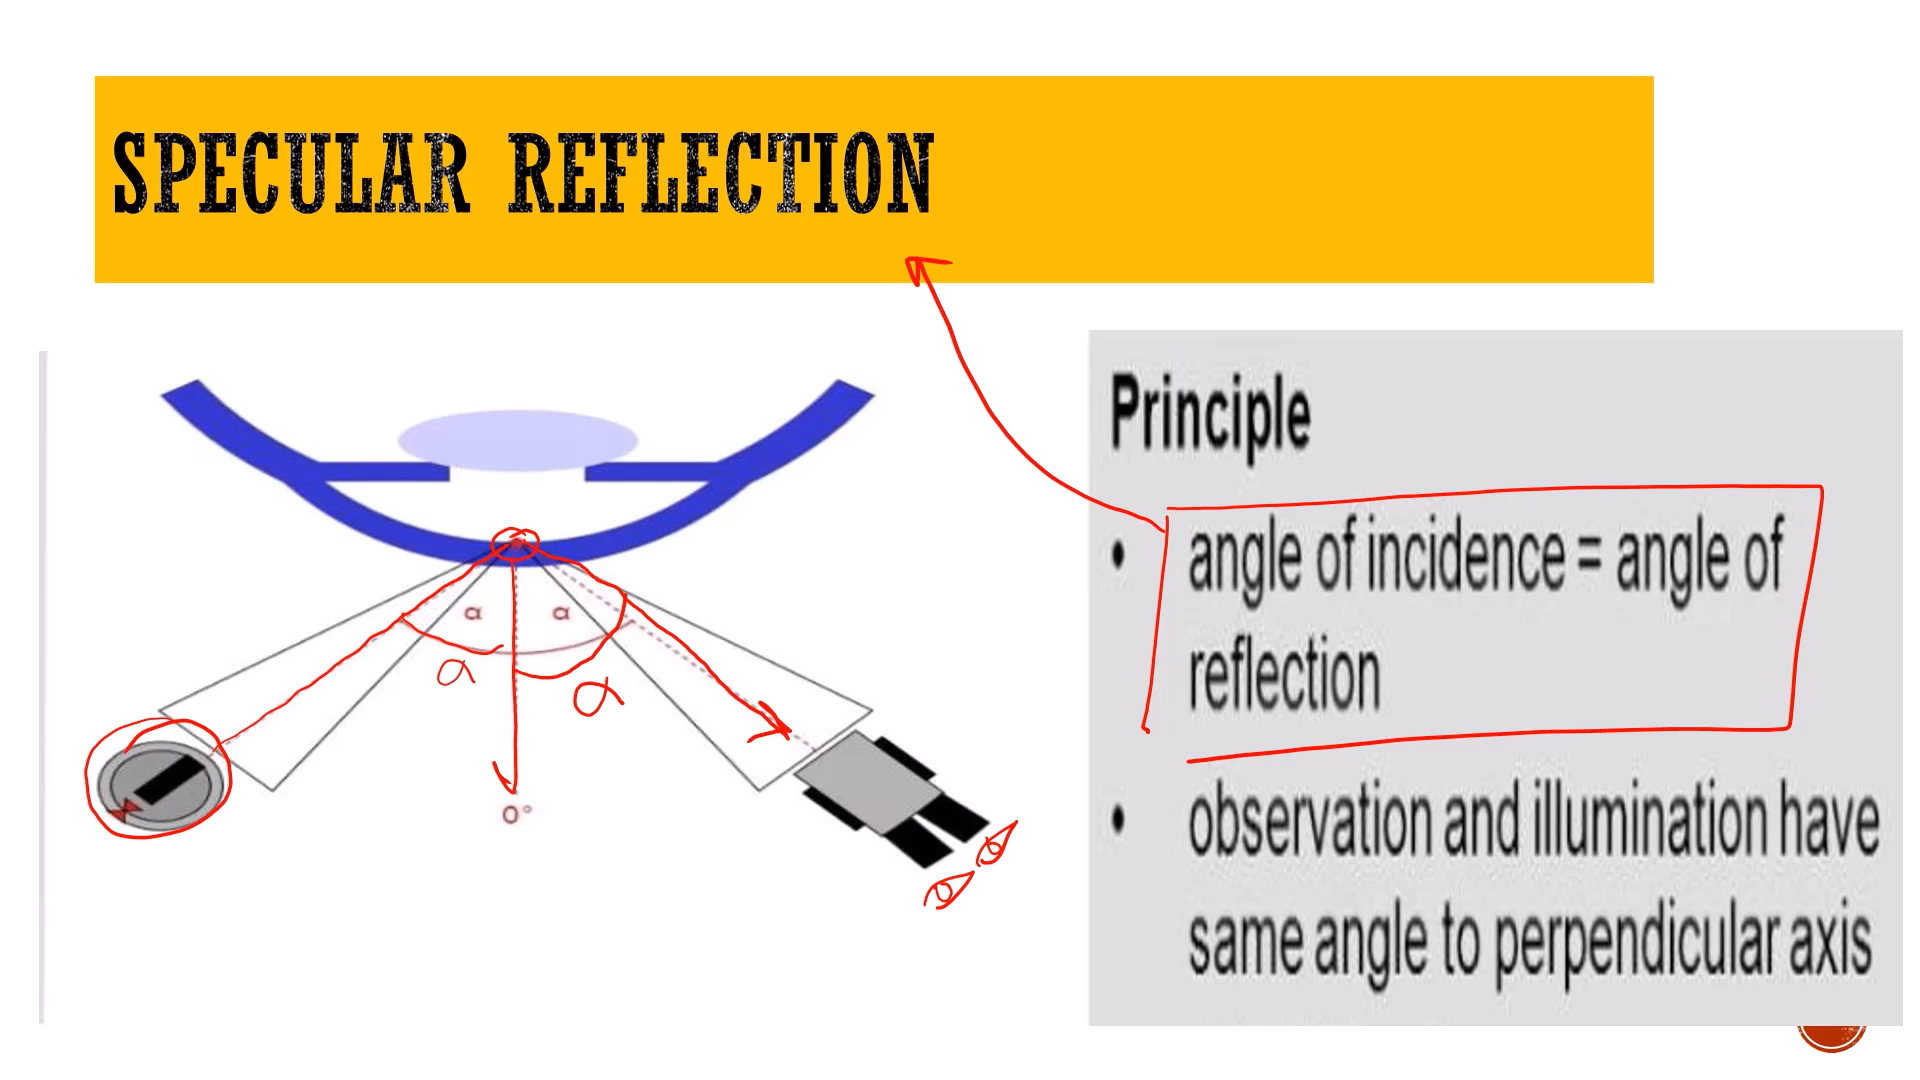 SPECULAR REFLECTION
Principle
• angle of incidence = angle of
reflection
• observation and illumination have
same angle to perpendicular axis
α α
α
α
0°